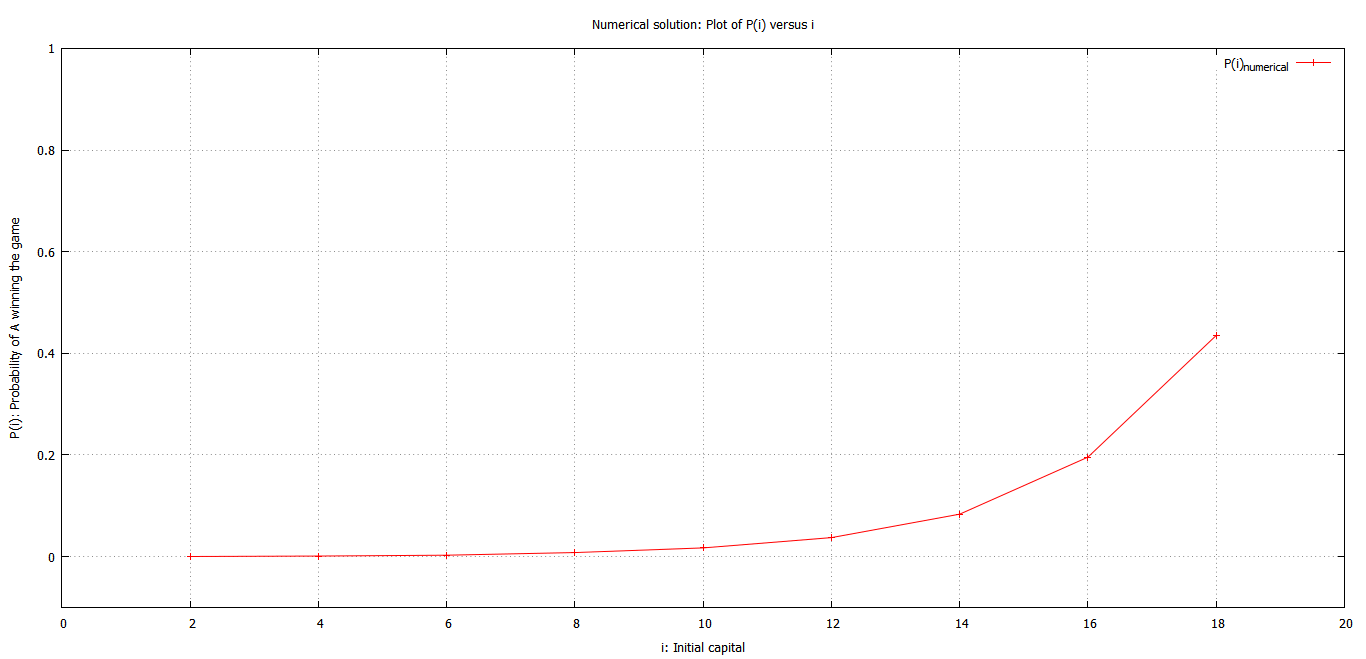 Numerical solution: Plot of P(i) versus i
P(i)numerical
P(i): Probability of A winning the game
1
0.8
0.6
0.4
0.2
0
0 2 4 6 8 10 12 14 16 18 20
i: Initial capital